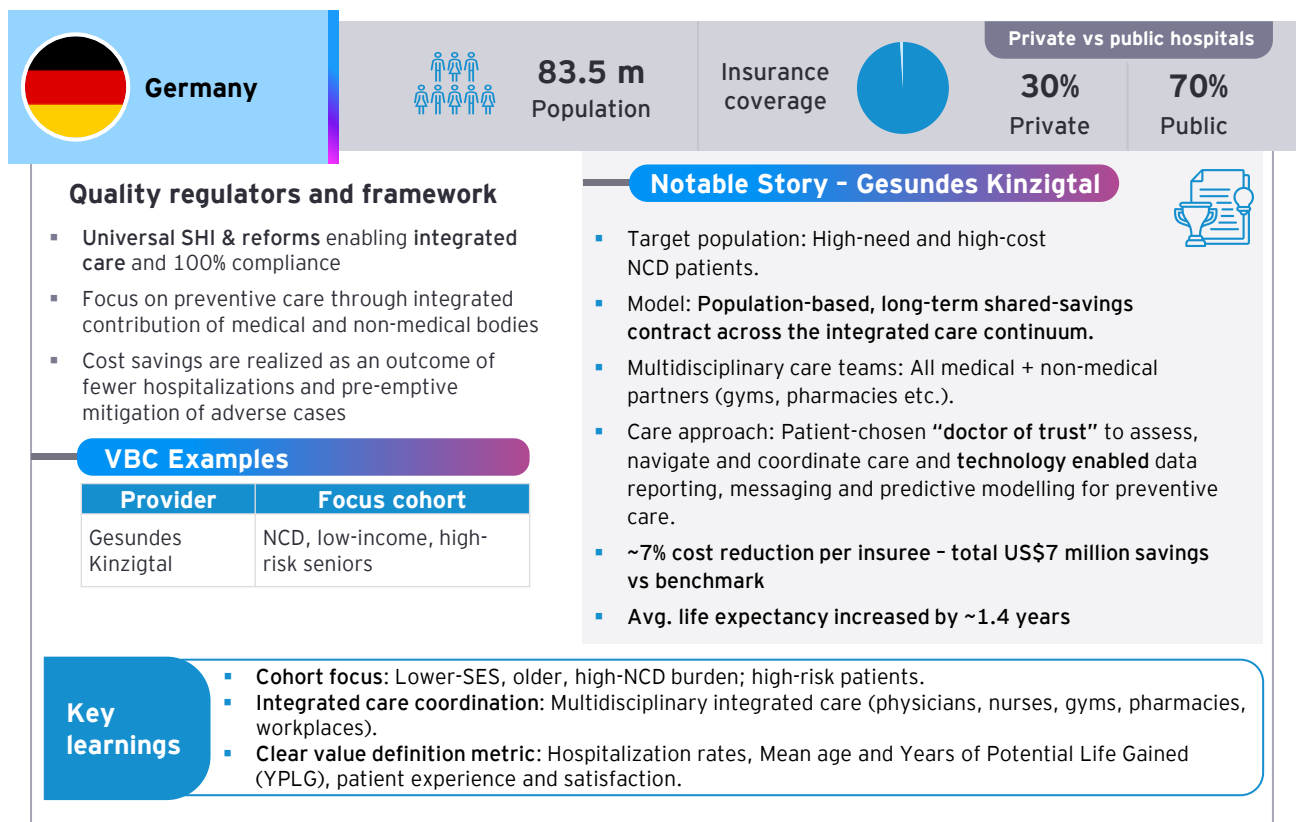 Germany
83.5 m
Population
Insurance
coverage
Private vs public hospitals
30%
Private
70%
Public
Quality regulators and framework
▪ Universal SHI & reforms enabling integrated
care and 100% compliance
▪ Focus on preventive care through integrated
contribution of medical and non-medical bodies
▪ Cost savings are realized as an outcome of
fewer hospitalizations and pre-emptive
mitigation of adverse cases
VBC Examples
Provider
Focus cohort
Gesundes
Kinzigtal
NCD, low-income, high-
risk seniors
Notable Story – Gesundes Kinzigtal
▪ Target population: High-need and high-cost
NCD patients.
▪ Model: Population-based, long-term shared-savings
contract across the integrated care continuum.
▪ Multidisciplinary care teams: All medical + non-medical
partners (gyms, pharmacies etc.).
▪ Care approach: Patient-chosen “doctor of trust” to assess,
navigate and coordinate care and technology enabled data
reporting, messaging and predictive modelling for preventive
care.
▪ ~7% cost reduction per insuree – total US$7 million savings
vs benchmark
▪ Avg. life expectancy increased by ~1.4 years
Key
learnings
▪ Cohort focus: Lower-SES, older, high-NCD burden; high-risk patients.
▪ Integrated care coordination: Multidisciplinary integrated care (physicians, nurses, gyms, pharmacies,
workplaces).
▪ Clear value definition metric: Hospitalization rates, Mean age and Years of Potential Life Gained
(YPLG), patient experience and satisfaction.